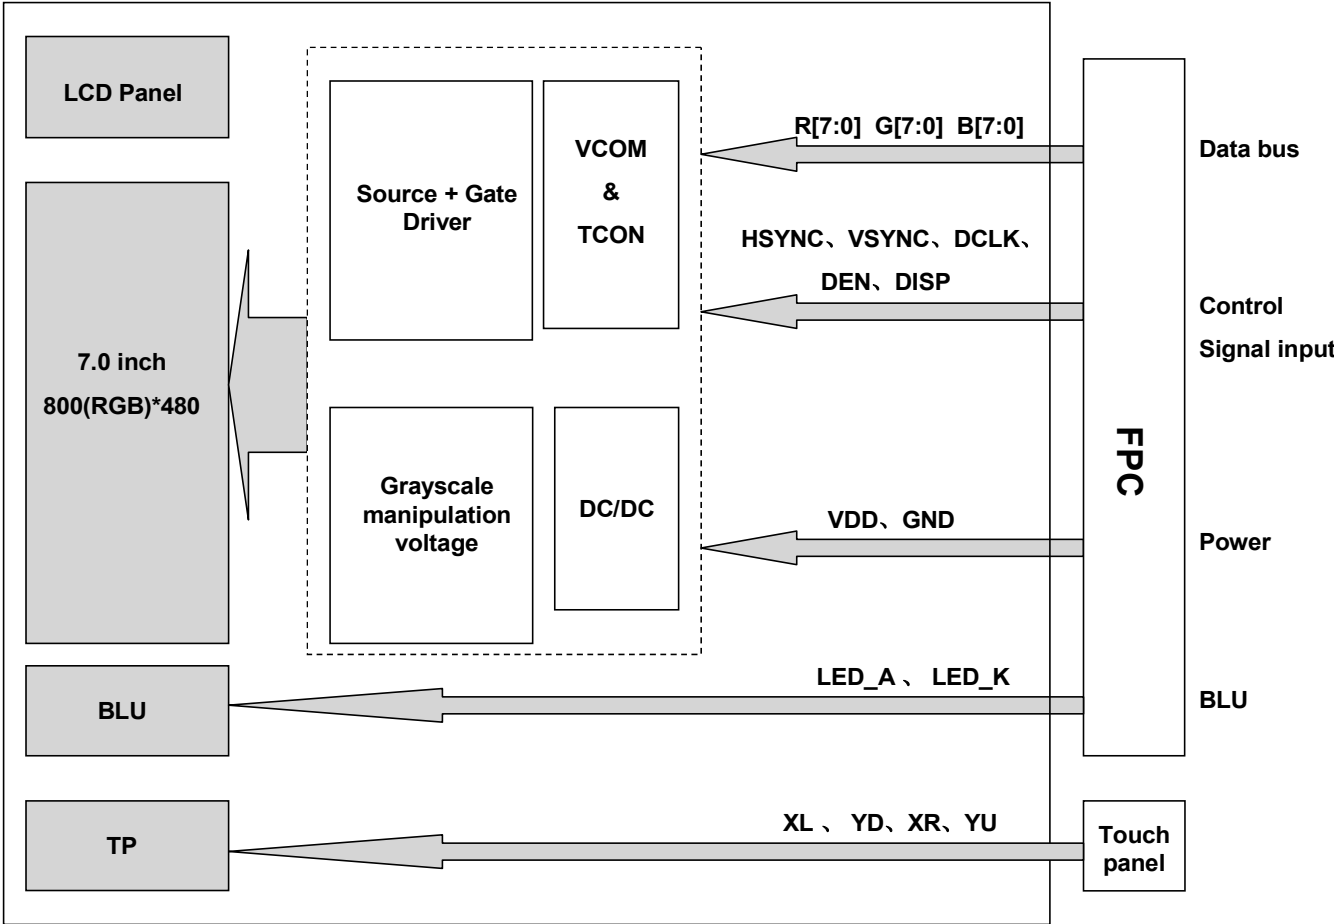 LCD Panel
7.0 inch
800(RGB)*480
BLU
TP
Source + Gate
Driver
VCOM
&
TCON
Grayscale
manipulation
voltage
DC/DC
R[7:0] G[7:0] B[7:0]
HSYNC、VSYNC、DCLK、
DEN、DISP
VDD、GND
LED_A 、 LED_K
XL 、 YD、XR、YU
FPC
Touch
panel
Data bus
Control
Signal input
Power
BLU